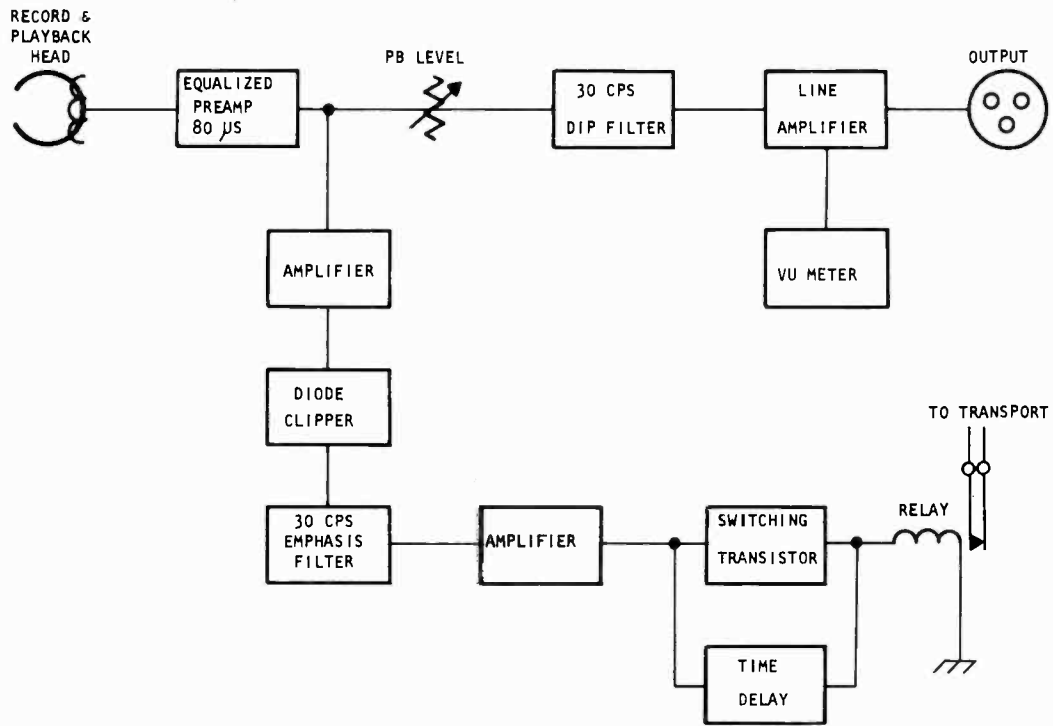 RECORD &
PLAYBACK
HEAD
PB LEVEL
OUTPUT
EQUALIZED
PREAMP
80 µS
30 CPS
DIP FILTER
LINE
AMPLIFIER
AMPLIFIER
VU METER
DIODE
CLIPPER
TO TRANSPORT
30 CPS
EMPHASIS
FILTER
AMPLIFIER
SWITCHING
TRANSISTOR
RELAY
TIME
DELAY